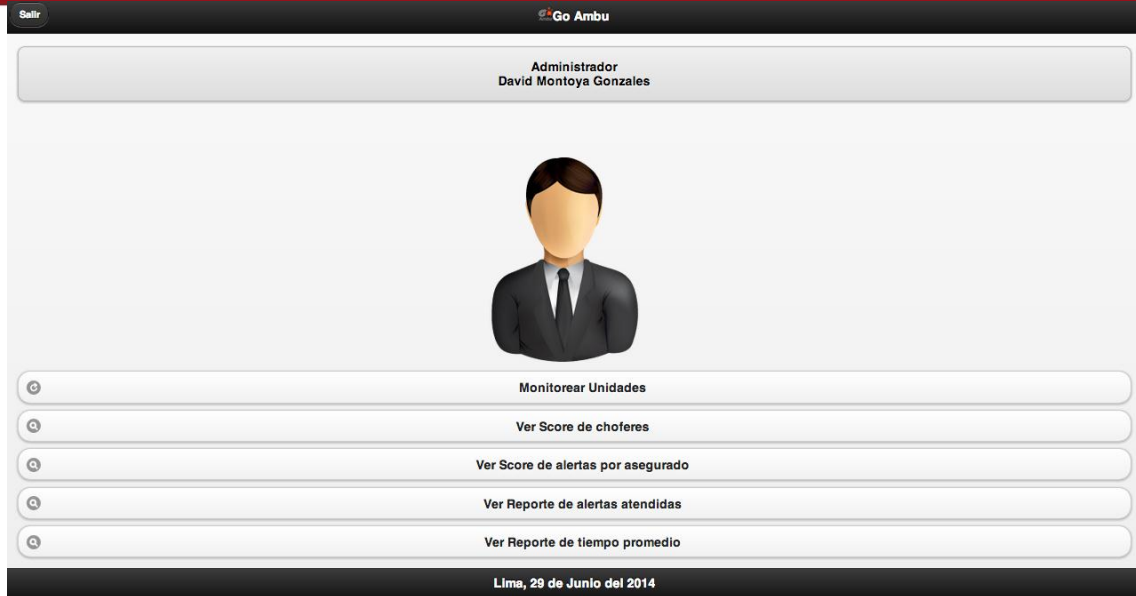 Salir
Go Ambu
Administrador
David Montoya Gonzales
Monitorear Unidades
Ver Score de choferes
Ver Score de alertas por asegurado
Ver Reporte de alertas atendidas
Ver Reporte de tiempo promedio
Lima, 29 de Junio del 2014